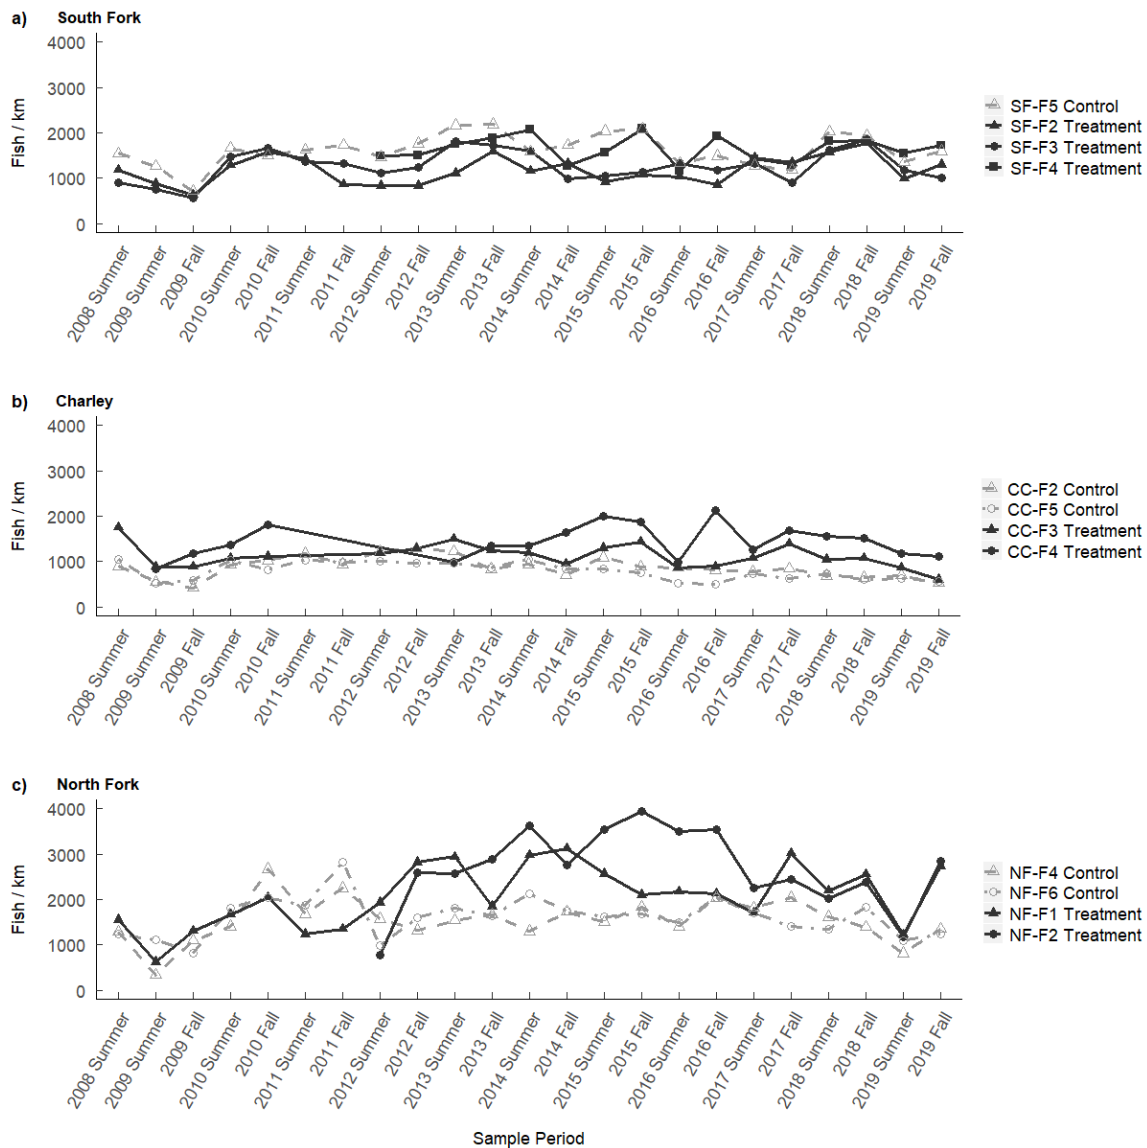 a) South Fork
4000
3000
2000
1000
0
Fish / km
SF-F5 Control
SF-F2 Treatment
SF-F3 Treatment
SF-F4 Treatment
2008 Summer
2009 Summer
2009 Fall
2010 Summer
2010 Fall
2011 Summer
2011 Fall
2012 Summer
2012 Fall
2013 Summer
2013 Fall
2014 Summer
2014 Fall
2015 Summer
2015 Fall
2016 Summer
2016 Fall
2017 Summer
2017 Fall
2018 Summer
2018 Fall
2019 Summer
2019 Fall
b) Charley
4000
3000
2000
1000
0
Fish / km
CC-F2 Control
CC-F5 Control
CC-F3 Treatment
CC-F4 Treatment
2008 Summer
2009 Summer
2009 Fall
2010 Summer
2010 Fall
2011 Summer
2011 Fall
2012 Summer
2012 Fall
2013 Summer
2013 Fall
2014 Summer
2014 Fall
2015 Summer
2015 Fall
2016 Summer
2016 Fall
2017 Summer
2017 Fall
2018 Summer
2018 Fall
2019 Summer
2019 Fall
c) North Fork
4000
3000
2000
1000
0
Fish / km
NF-F4 Control
NF-F6 Control
NF-F1 Treatment
NF-F2 Treatment
2008 Summer
2009 Summer
2009 Fall
2010 Summer
2010 Fall
2011 Summer
2011 Fall
2012 Summer
2012 Fall
2013 Summer
2013 Fall
2014 Summer
2014 Fall
2015 Summer
2015 Fall
2016 Summer
2016 Fall
2017 Summer
2017 Fall
2018 Summer
2018 Fall
2019 Summer
2019 Fall
Sample Period